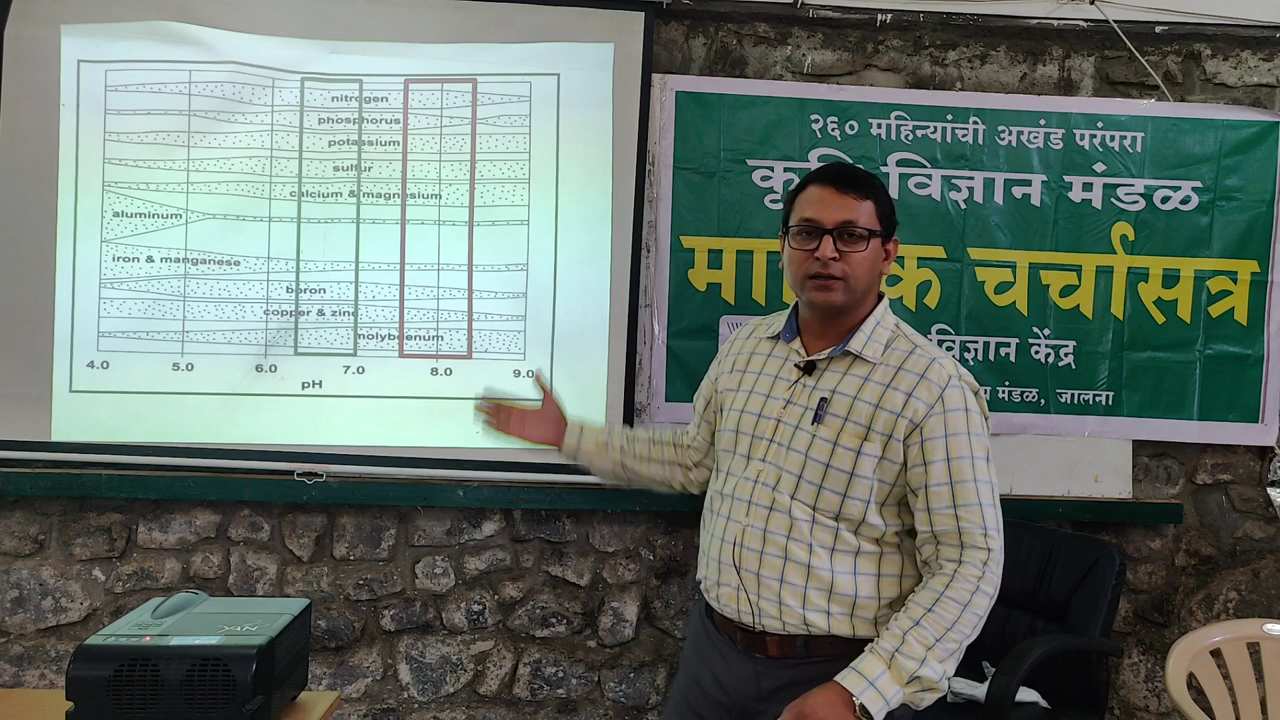 nitrogen
phosphorus
potassium
sulfur
calcium & magnesium
aluminum
iron & manganese
boron
copper & zinc
molybdenum
4.0 5.0 6.0 7.0 8.0 9.0
pH
२६० महिन्यांची अखंड परंपरा
विज्ञान मंडळ
चर्चासत्र
विज्ञान केंद्र
मंडळ, जालना